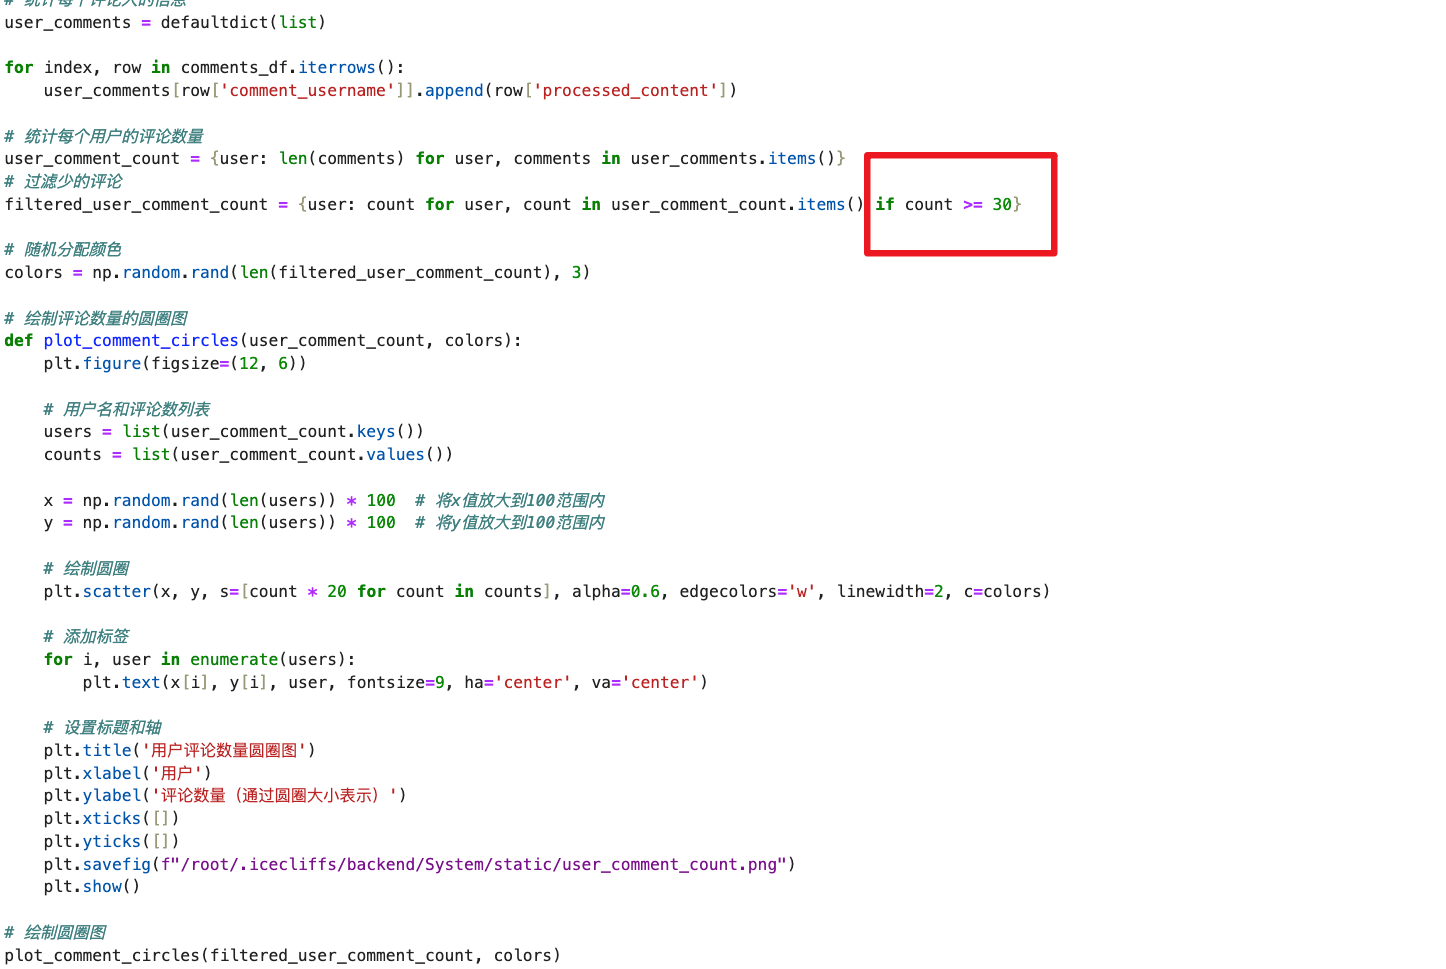 # 统计每个评论人的信息
user_comments = defaultdict(list)
for index, row in comments_df.iterrows():
    user_comments[row['comment_username']].append(row['processed_content'])
# 统计每个用户的评论数量
user_comment_count = {user: len(comments) for user, comments in user_comments.items()}
# 过滤少的评论
filtered_user_comment_count = {user: count for user, count in user_comment_count.items() if count >= 30}
# 随机分配颜色
colors = np.random.rand(len(filtered_user_comment_count), 3)
# 绘制评论数量的圆圈图
def plot_comment_circles(user_comment_count, colors):
    plt.figure(figsize=(12, 6))
    # 用户名和评论数列表
    users = list(user_comment_count.keys())
    counts = list(user_comment_count.values())
    x = np.random.rand(len(users)) * 100  # 将x值放大到100范围内
    y = np.random.rand(len(users)) * 100  # 将y值放大到100范围内
    # 绘制圆圈
    plt.scatter(x, y, s=[count * 20 for count in counts], alpha=0.6, edgecolors='w', linewidth=2, c=colors)
    # 添加标签
    for i, user in enumerate(users):
        plt.text(x[i], y[i], user, fontsize=9, ha='center', va='center')
    # 设置标题和轴
    plt.title('用户评论数量圆圈图')
    plt.xlabel('用户')
    plt.ylabel('评论数量（通过圆圈大小表示）')
    plt.xticks([])
    plt.yticks([])
    plt.savefig(f"/root/.icecliffs/backend/System/static/user_comment_count.png")
    plt.show()
# 绘制圆圈图
plot_comment_circles(filtered_user_comment_count, colors)